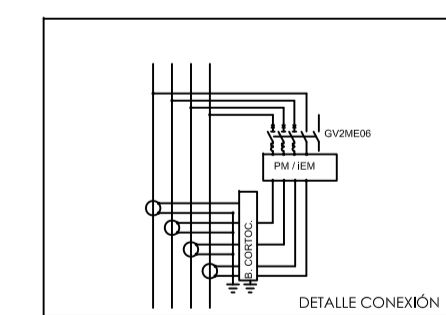 GV2ME06
PM / iEM
B. CORTOC.
DETALLE CONEXIÓN